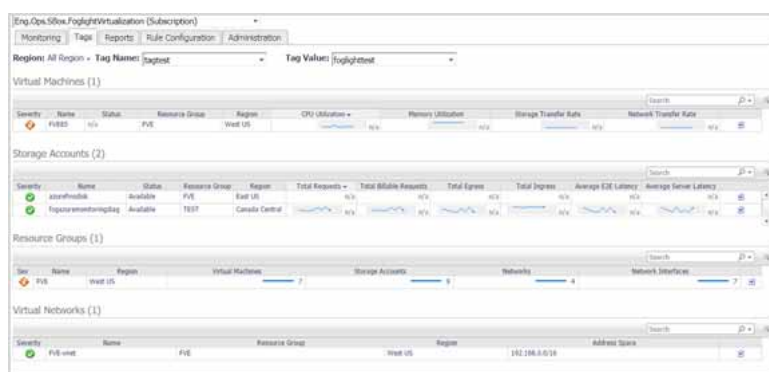 Eng.Ops.SBox.FoglightVirtualization (Subscription)
Monitoring Tags Reports Rule Configuration Administration
Region: All Region Tag Name: tagtest Tag Value: foglighttest
Virtual Machines (1)
Search
Severity Name Status Resource Group Region CPU Utilization Memory Utilization Storage Transfer Rate Network Transfer Rate
n/a FVE West US n/a n/a n/a n/a
Storage Accounts (2)
Search
Severity Name Status Resource Group Region Total Requests Total Billable Requests Total Egress Total Ingress Average E2E Latency Average Server Latency
Available FVE East US n/a n/a n/a n/a n/a n/a
fogazuremonitoringdiag Available TEST Canada Central n/a n/a n/a n/a n/a n/a
Resource Groups (1)
Search
Sev Name Region Virtual Machines Storage Accounts Networks Network Interfaces
FVE West US 7 9 4 7
Virtual Networks (1)
Search
Severity Name Resource Group Region Address Space
FVE-vnet FVE West US 192.168.0.0/16